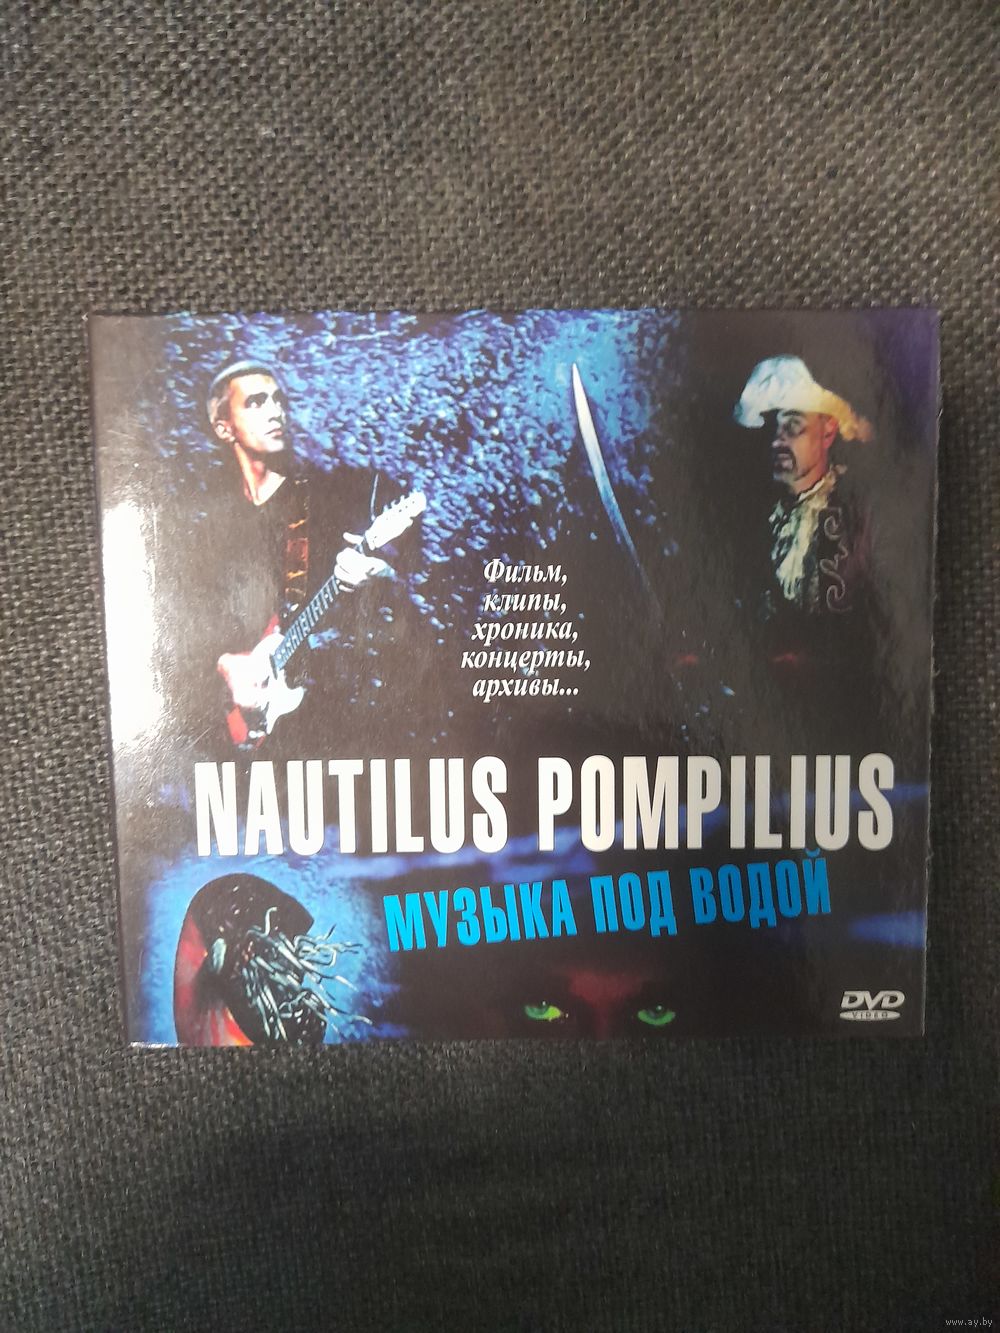 Фильм,
клипы,
хроника,
концерты,
архивы...
NAUTILUS POMPILIUS
МУЗЫКА ПОД ВОДОЙ
DVD
VIDEO
www.ay.by